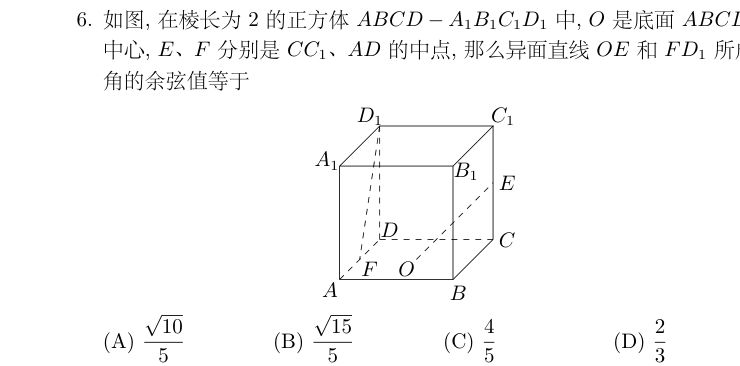 6. 如图, 在棱长为 2 的正方体 ABCD − A₁B₁C₁D₁ 中, O 是底面 ABC
中心, E、F 分别是 CC₁、AD 的中点, 那么异面直线 OE 和 FD₁ 所
角的余弦值等于
D₁ C₁
A₁ B₁
E
D C
F O
A B
(A) √10/5 (B) √15/5 (C) 4/5 (D) 2/3